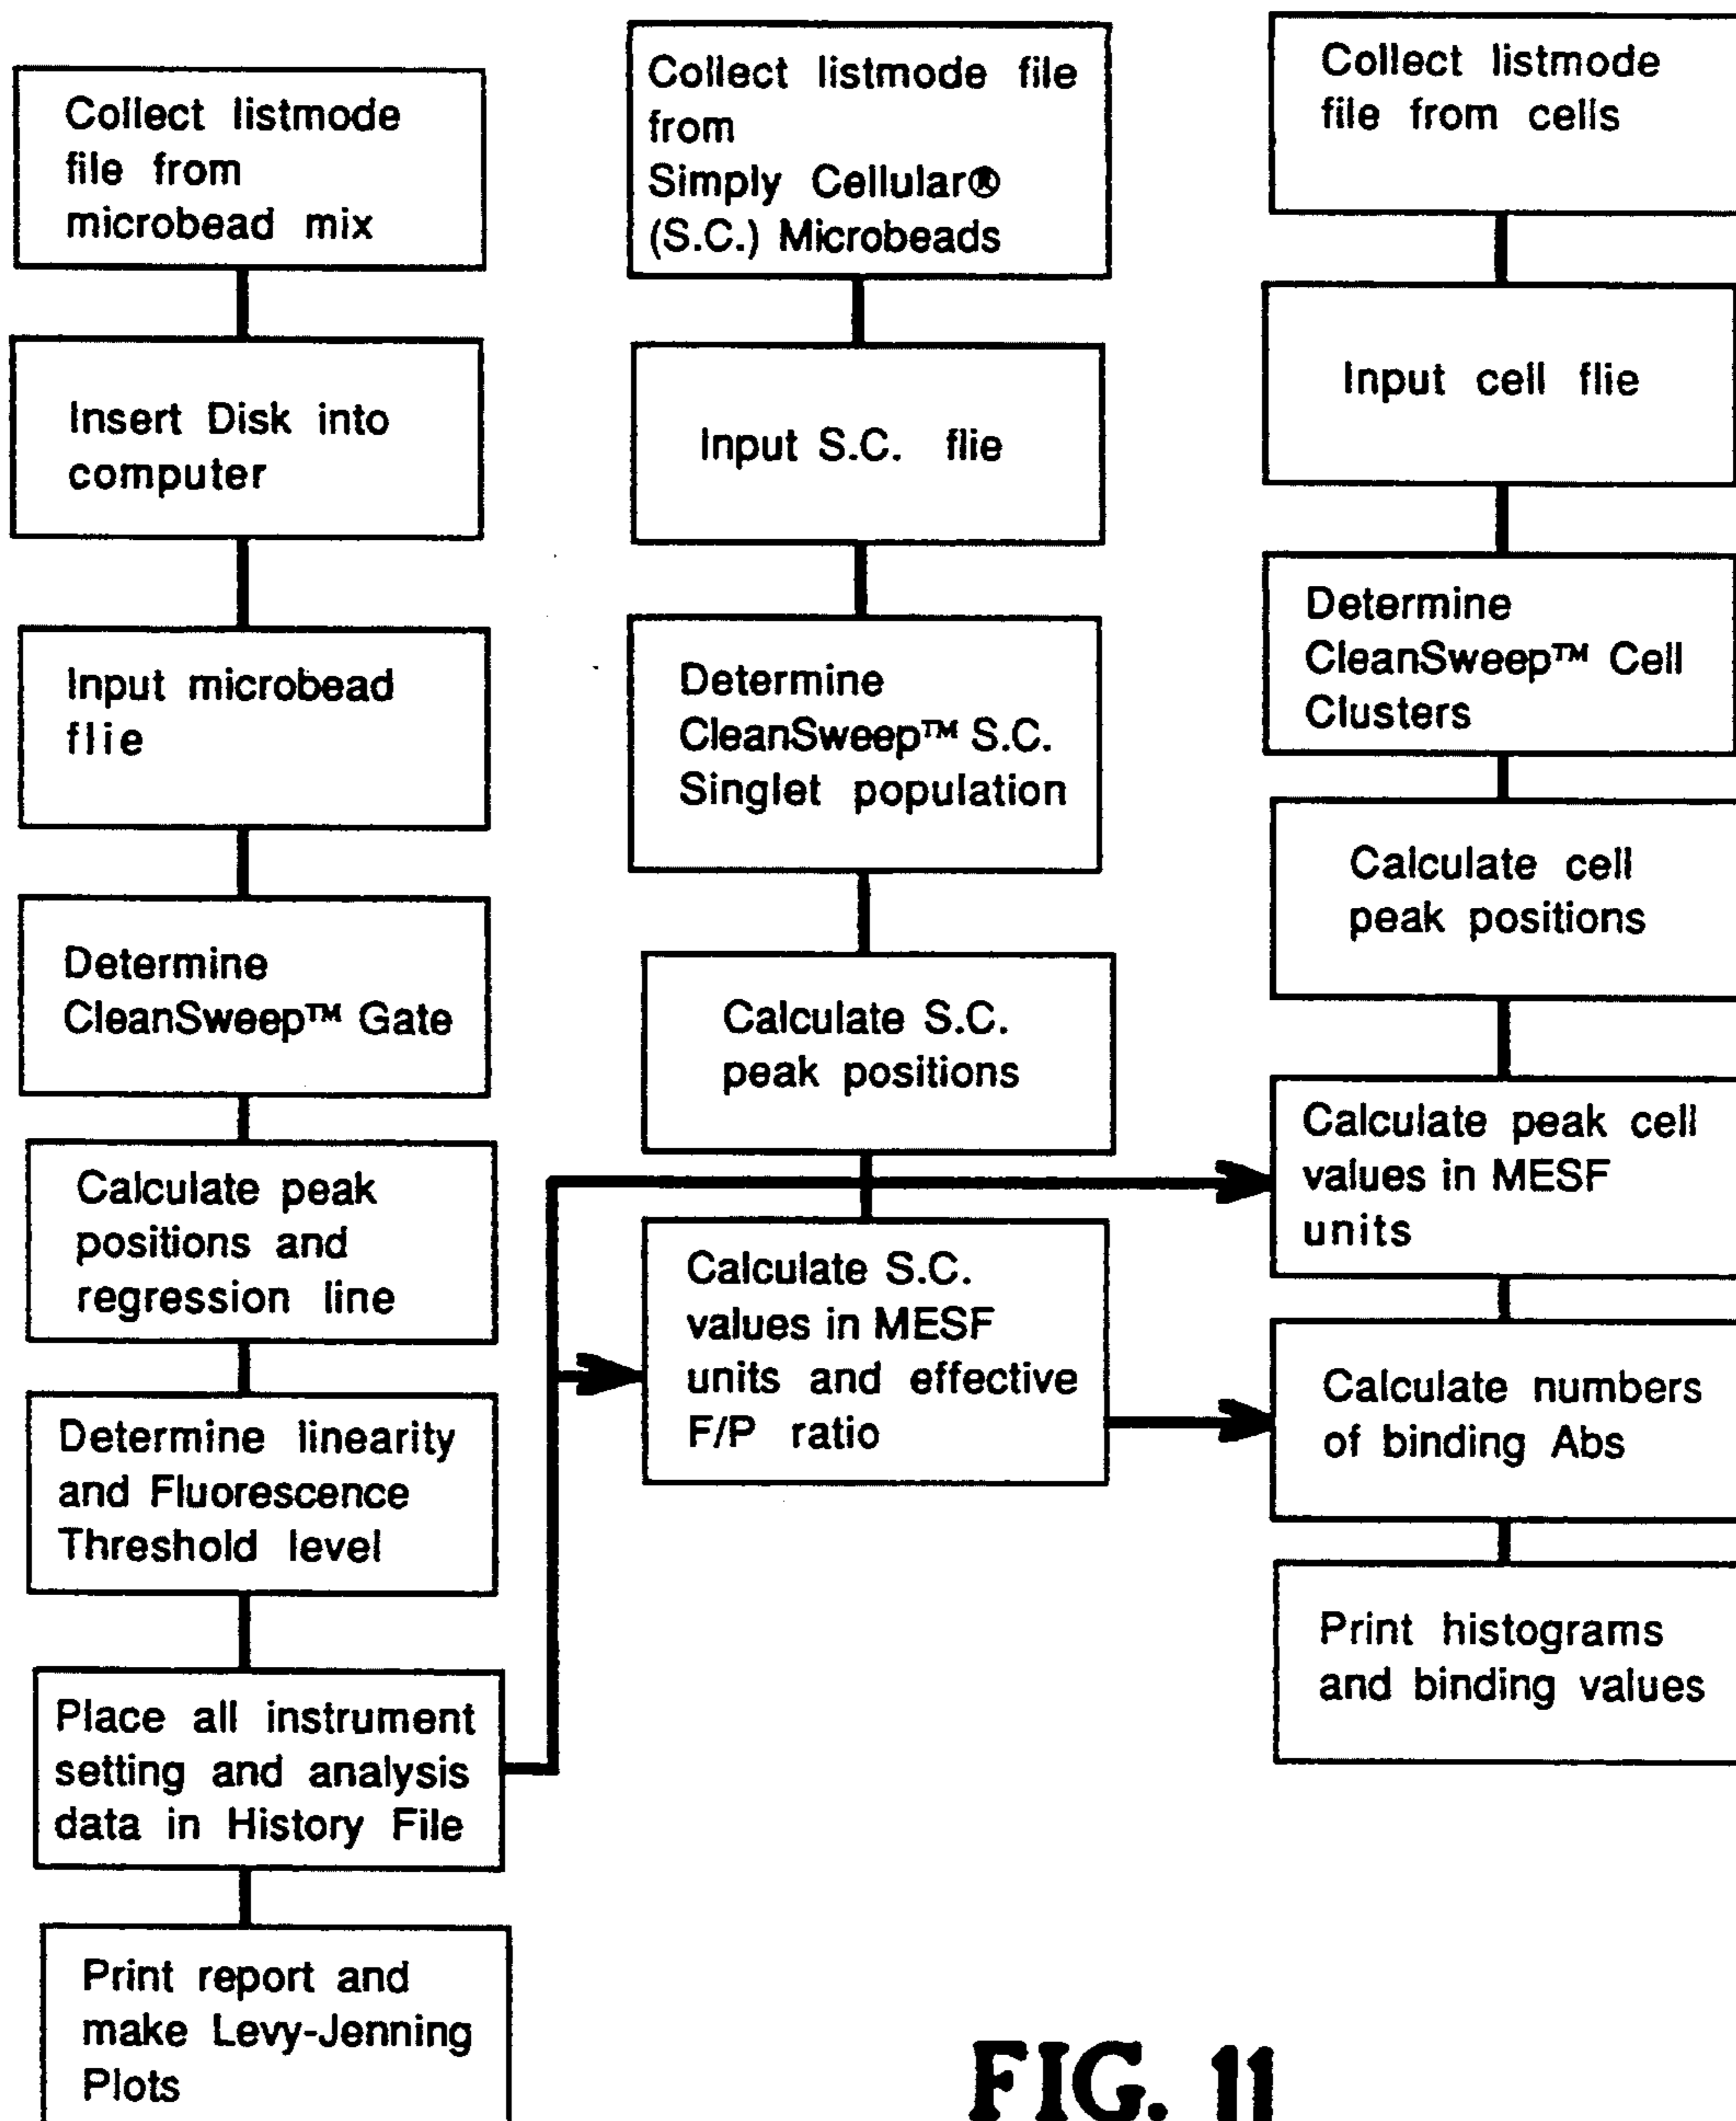 Collect listmode
file from
microbead mix
Insert Disk into
computer
Input microbead
flie
Determine
CleanSweep™ Gate
Calculate peak
positions and
regression line
Determine linearity
and Fluorescence
Threshold level
Place all instrument
setting and analysis
data in History File
Print report and
make Levy-Jenning
Plots
Collect listmode file
from
Simply Cellular®
(S.C.) Microbeads
Input S.C. flie
Determine
CleanSweep™ S.C.
Singlet population
Calculate S.C.
peak positions
Calculate S.C.
values in MESF
units and effective
F/P ratio
Collect listmode
file from cells
Input cell flie
Determine
CleanSweep™ Cell
Clusters
Calculate cell
peak positions
Calculate peak cell
values in MESF
units
Calculate numbers
of binding Abs
Print histograms
and binding values
FIG. 11